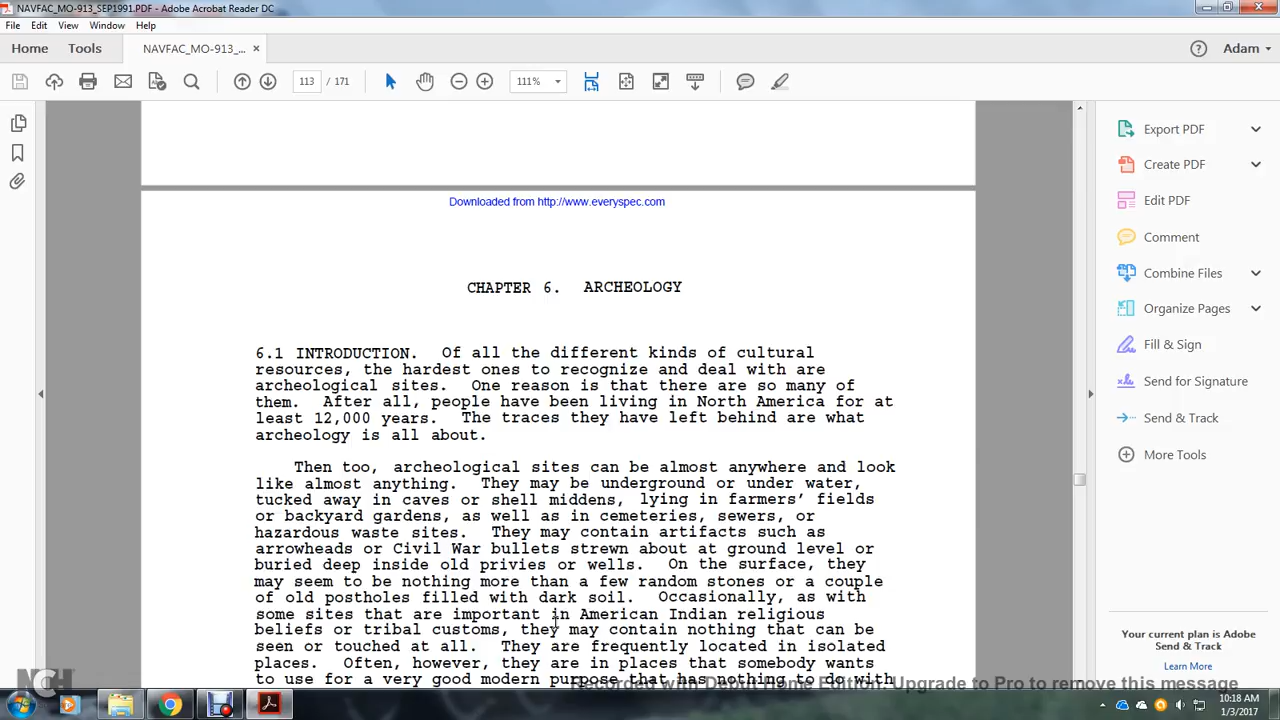 NAVFAC_MO-913_SEP1991.PDF - Adobe Acrobat Reader DC
File Edit View Window Help
Home Tools NAVFAC_MO-913_... × Adam
113 / 171 111%
Downloaded from http://www.everyspec.com
CHAPTER 6. ARCHEOLOGY
6.1 INTRODUCTION. Of all the different kinds of cultural
resources, the hardest ones to recognize and deal with are
archeological sites. One reason is that there are so many of
them. After all, people have been living in North America for at
least 12,000 years. The traces they have left behind are what
archeology is all about.
Then too, archeological sites can be almost anywhere and look
like almost anything. They may be underground or under water,
tucked away in caves or shell middens, lying in farmers' fields
or backyard gardens, as well as in cemeteries, sewers, or
hazardous waste sites. They may contain artifacts such as
arrowheads or Civil War bullets strewn about at ground level or
buried deep inside old privies or wells. On the surface, they
may seem to be nothing more than a few random stones or a couple
of old postholes filled with dark soil. Occasionally, as with
some sites that are important in American Indian religious
beliefs or tribal customs, they may contain nothing that can be
seen or touched at all. They are frequently located in isolated
places. Often, however, they are in places that somebody wants
to use for a very good modern purpose that has nothing to do with
Export PDF
Create PDF
Edit PDF
Comment
Combine Files
Organize Pages
Fill & Sign
Send for Signature
Send & Track
More Tools
Your current plan is Adobe
Send & Track
Learn More
NCH
Recorded with Debut Home Edition. Upgrade to Pro to remove this message
10:18 AM
1/3/2017